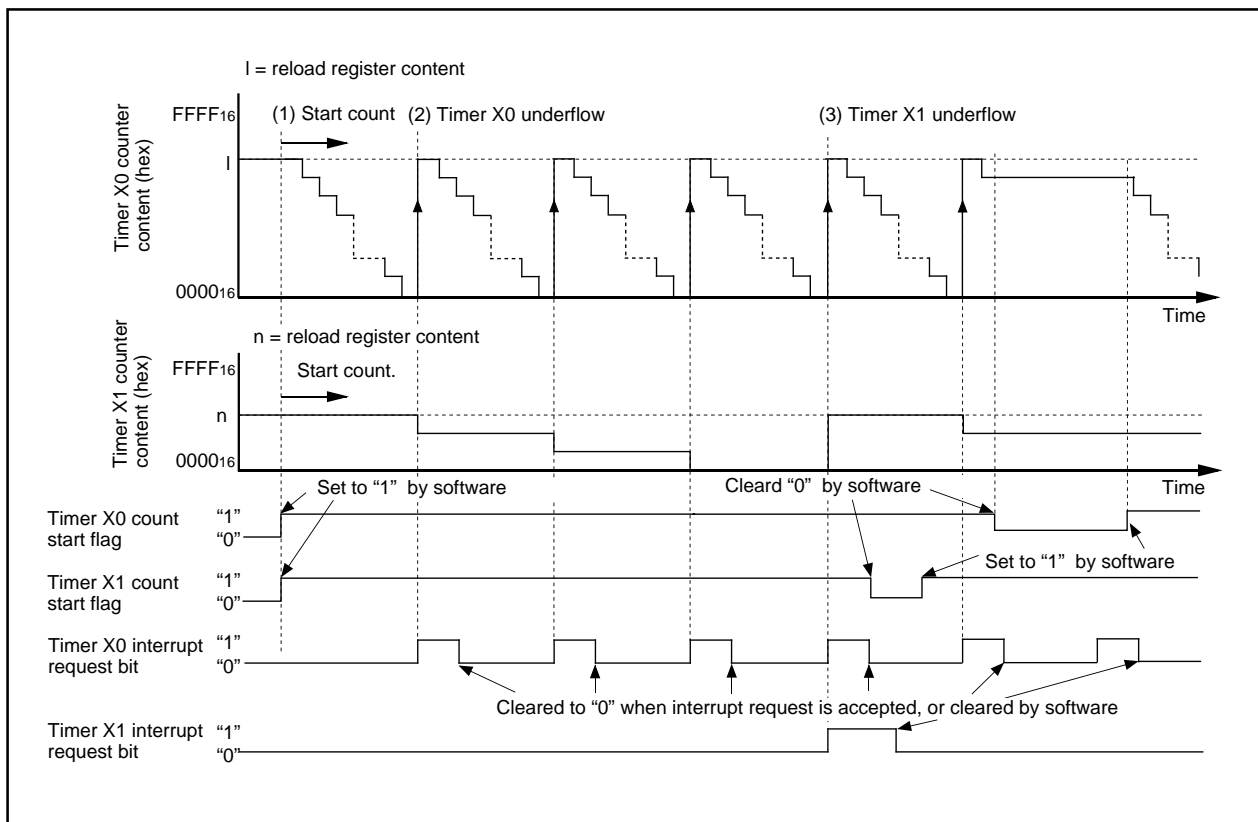 l = reload register content
Timer X0 counter
content (hex)
FFFF16
(1) Start count
(2) Timer X0 underflow
(3) Timer X1 underflow
l
000016
Time
n = reload register content
Timer X1 counter
content (hex)
FFFF16
Start count.
n
000016
Time
Set to “1” by software
Cleard “0” by software
Timer X0 count
start flag
“1”
“0”
Set to “1” by software
Timer X1 count
start flag
“1”
“0”
Timer X0 interrupt
request bit
“1”
“0”
Cleared to “0” when interrupt request is accepted, or cleared by software
Timer X1 interrupt
request bit
“1”
“0”